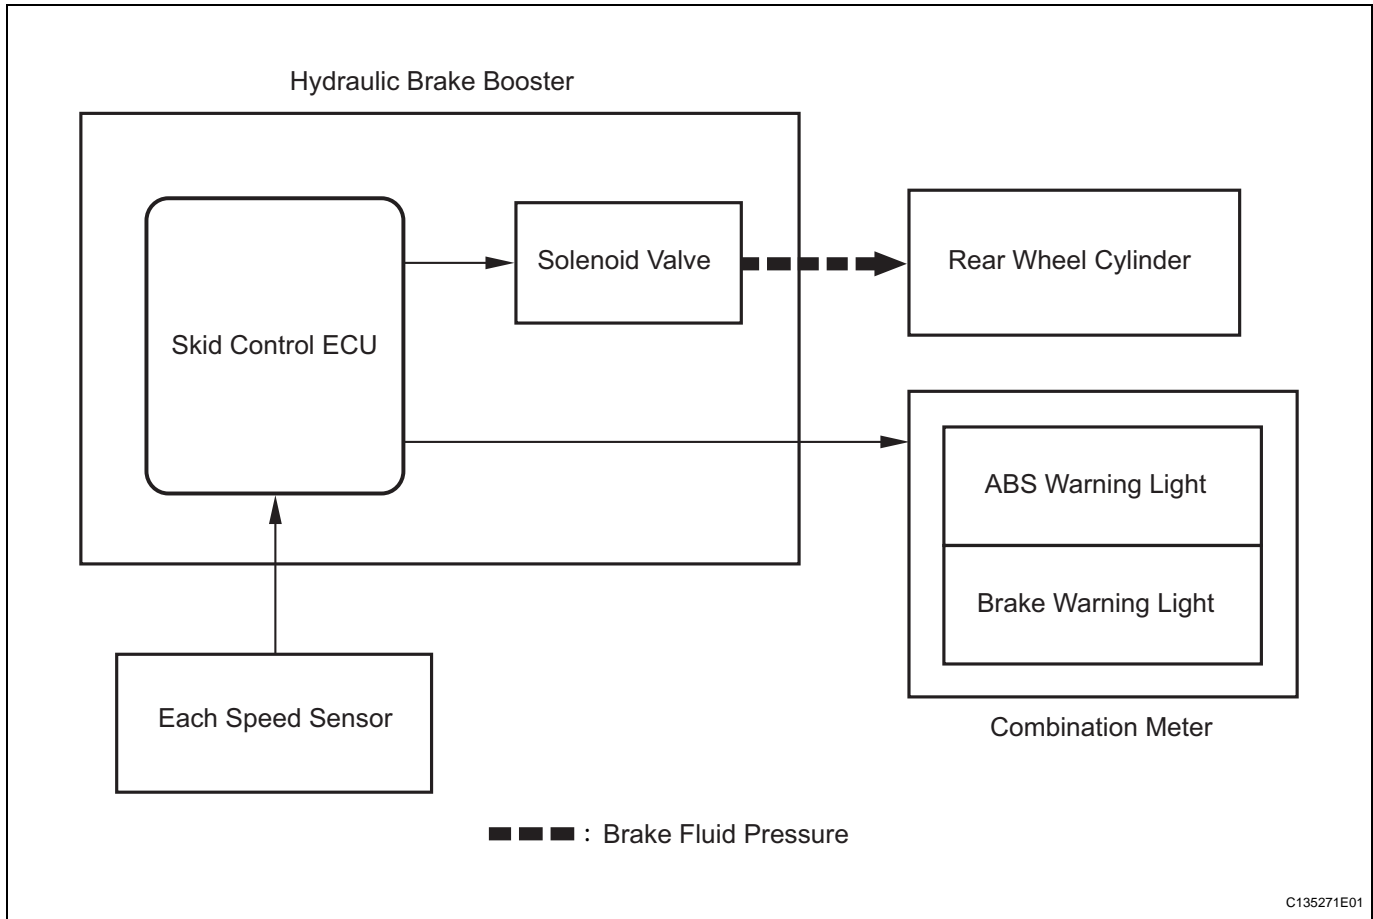 Hydraulic Brake Booster
Solenoid Valve
Rear Wheel Cylinder
Skid Control ECU
ABS Warning Light
Brake Warning Light
Each Speed Sensor
Combination Meter
: Brake Fluid Pressure
C135271E01